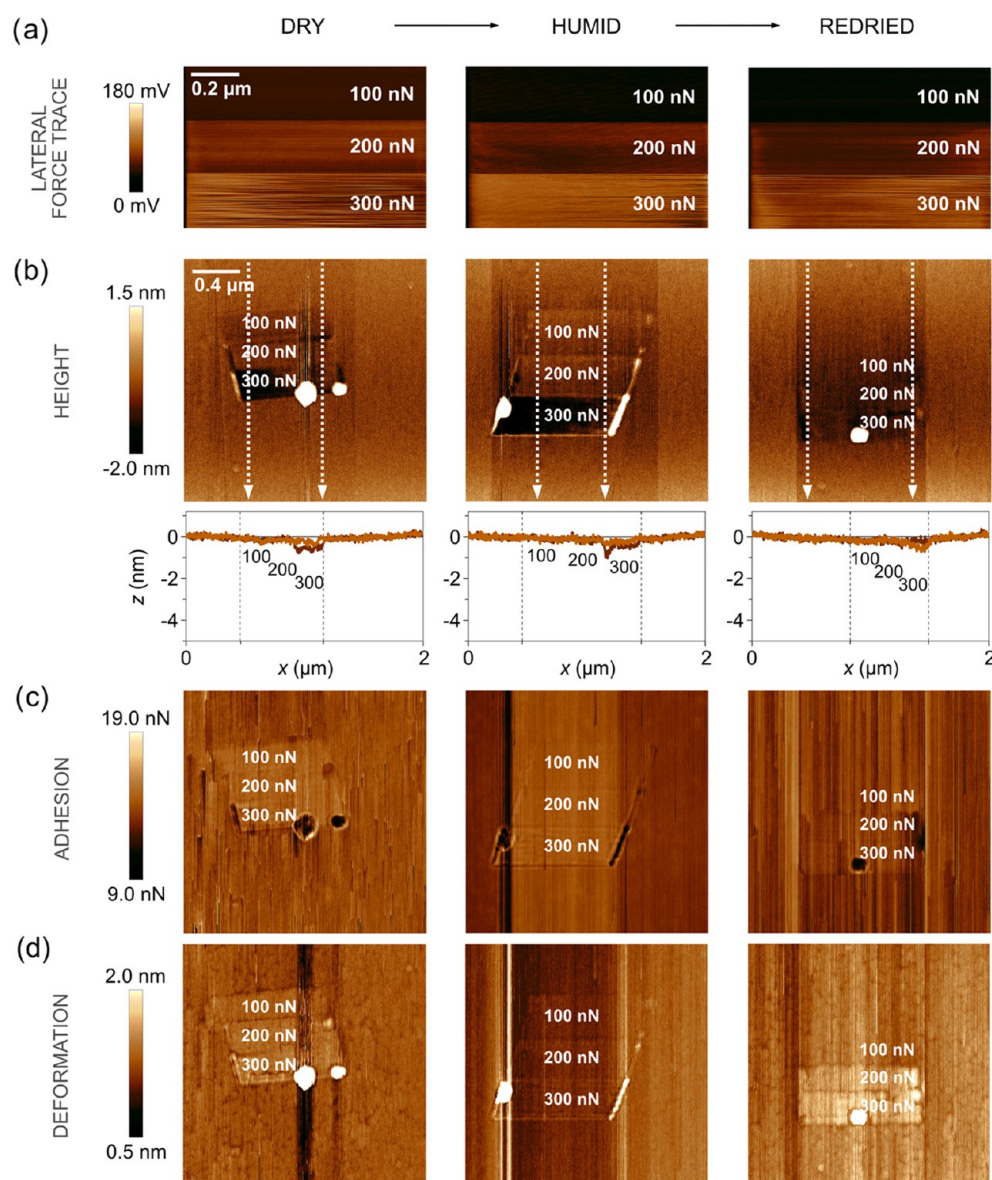 (a)
DRY
HUMID
REDRIED
LATERAL
FORCE TRACE
180 mV
0 mV
0.2 µm
100 nN
200 nN
300 nN
100 nN
200 nN
300 nN
100 nN
200 nN
300 nN
(b)
HEIGHT
1.5 nm
-2.0 nm
0.4 µm
100 nN
200 nN
300 nN
100 nN
200 nN
300 nN
100 nN
200 nN
300 nN
z (nm)
0
-2
-4
100
200
300
0
2
x (µm)
0
-2
-4
100
200
300
0
2
x (µm)
0
-2
-4
100
200
300
0
2
x (µm)
(c)
ADHESION
19.0 nN
9.0 nN
100 nN
200 nN
300 nN
100 nN
200 nN
300 nN
100 nN
200 nN
300 nN
(d)
DEFORMATION
2.0 nm
0.5 nm
100 nN
200 nN
300 nN
100 nN
200 nN
300 nN
100 nN
200 nN
300 nN